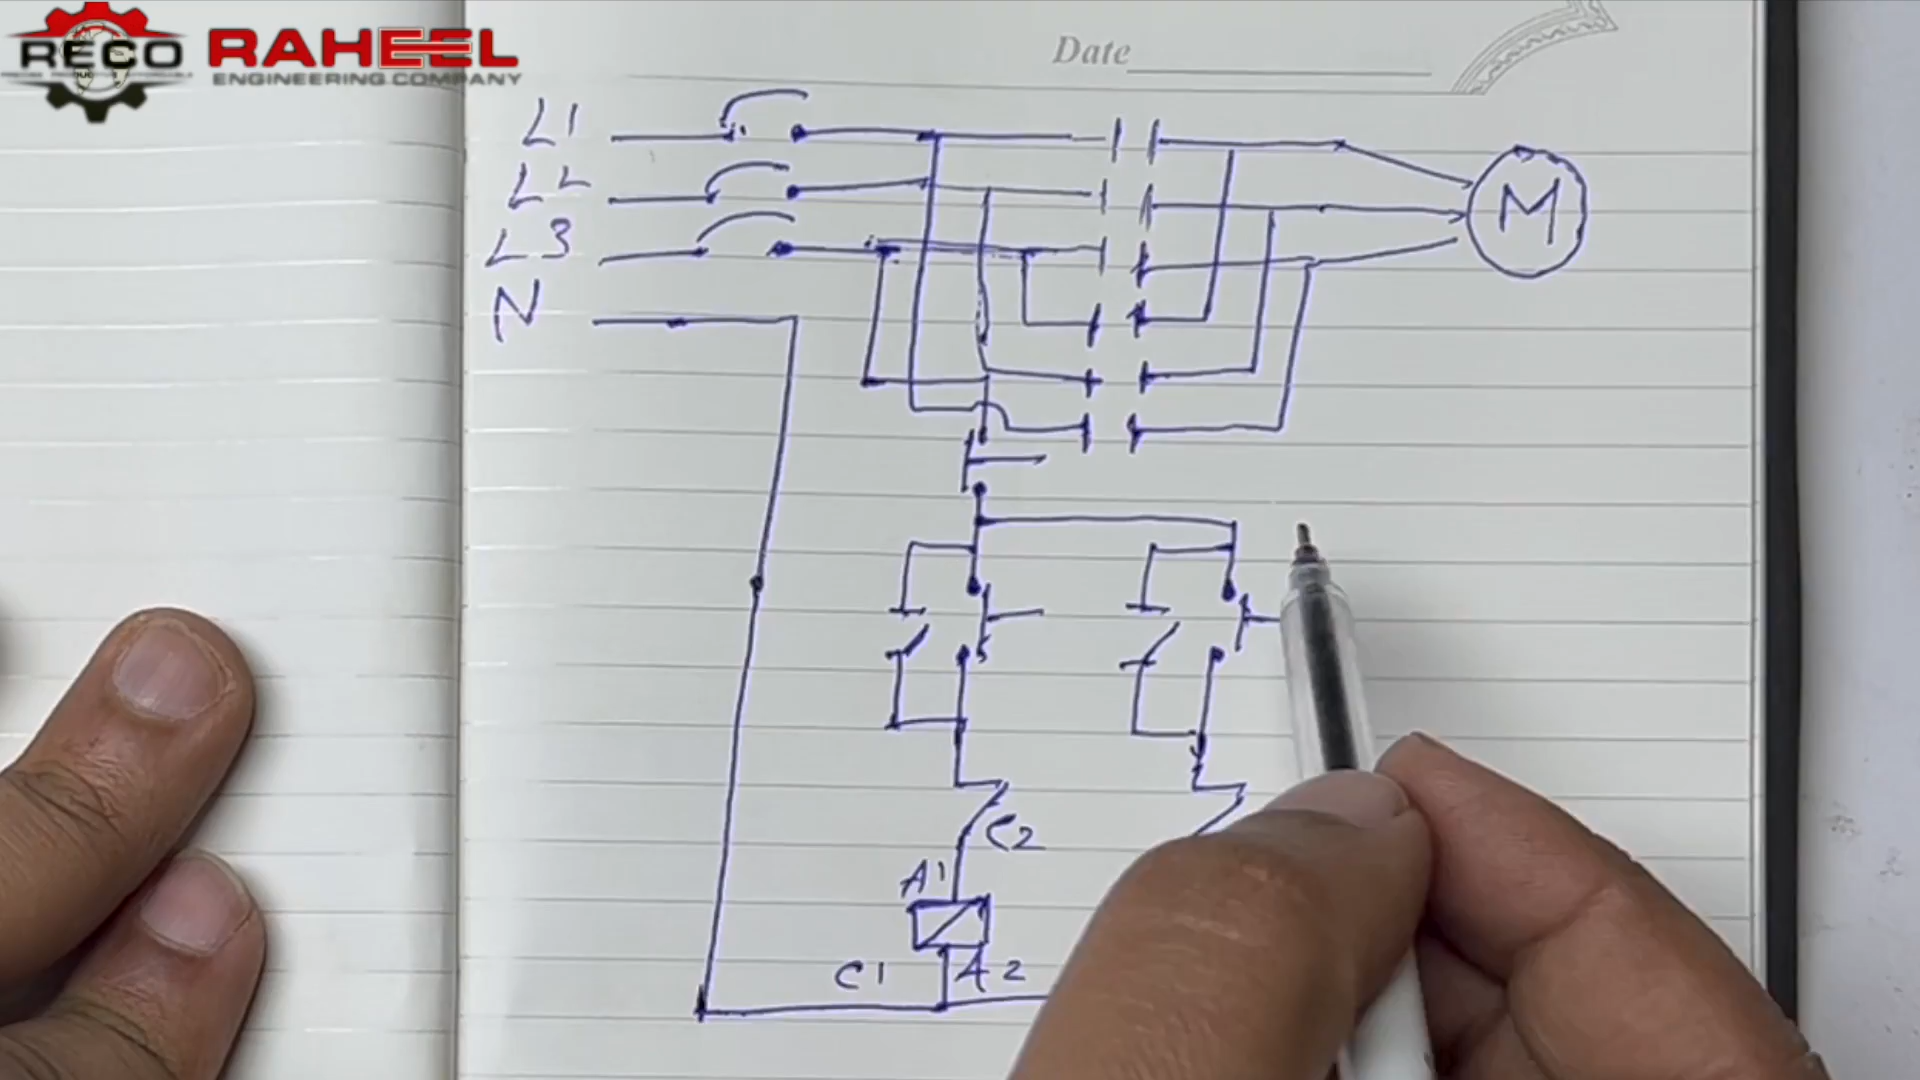 RECO RAHEEL
ENGINEERING COMPANY
Date
L1
L2
L3
N
M
C2
A1
C1 A2